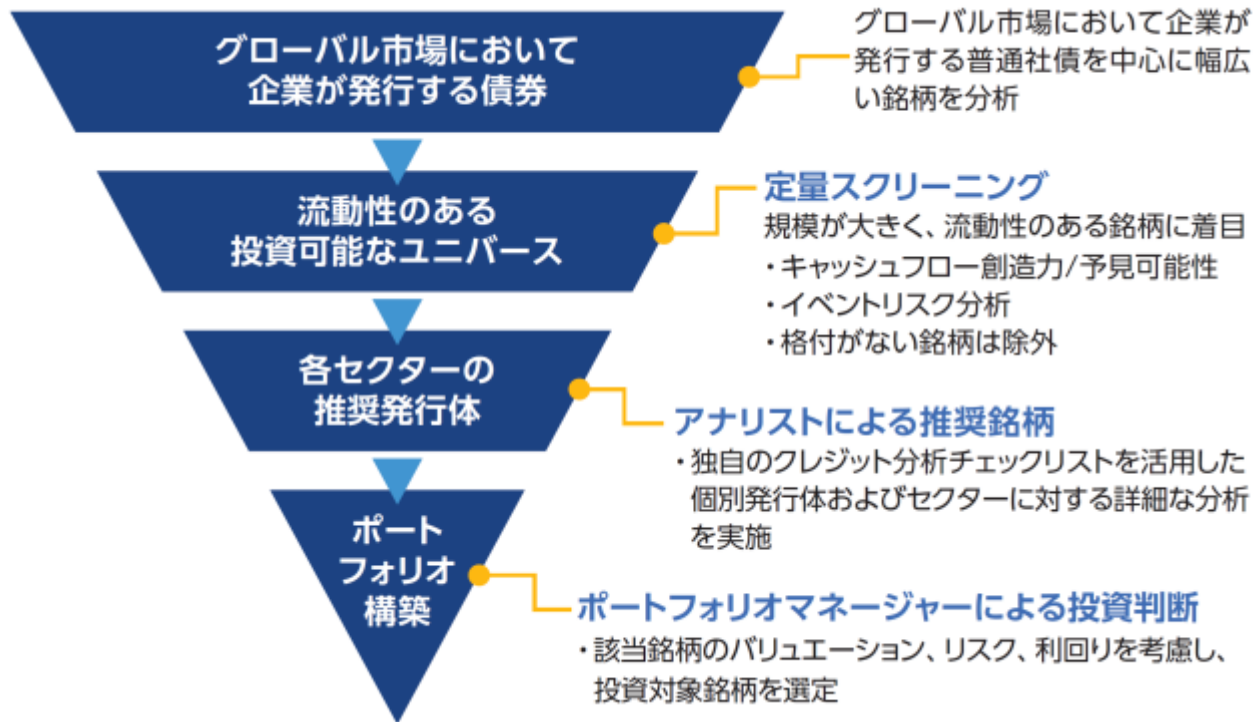 グローバル市場において
企業が発行する債券
グローバル市場において企業が
発行する普通社債を中心に幅広
い銘柄を分析
流動性のある
投資可能なユニバース
定量スクリーニング
規模が大きく、流動性のある銘柄に着目
・キャッシュフロー創造力/予見可能性
・イベントリスク分析
・格付がない銘柄は除外
各セクターの
推奨発行体
アナリストによる推奨銘柄
・独自のクレジット分析チェックリストを活用した
個別発行体およびセクターに対する詳細な分析
を実施
ポート
フォリオ
構築
ポートフォリオマネージャーによる投資判断
・該当銘柄のバリュエーション、リスク、利回りを考慮し、
投資対象銘柄を選定